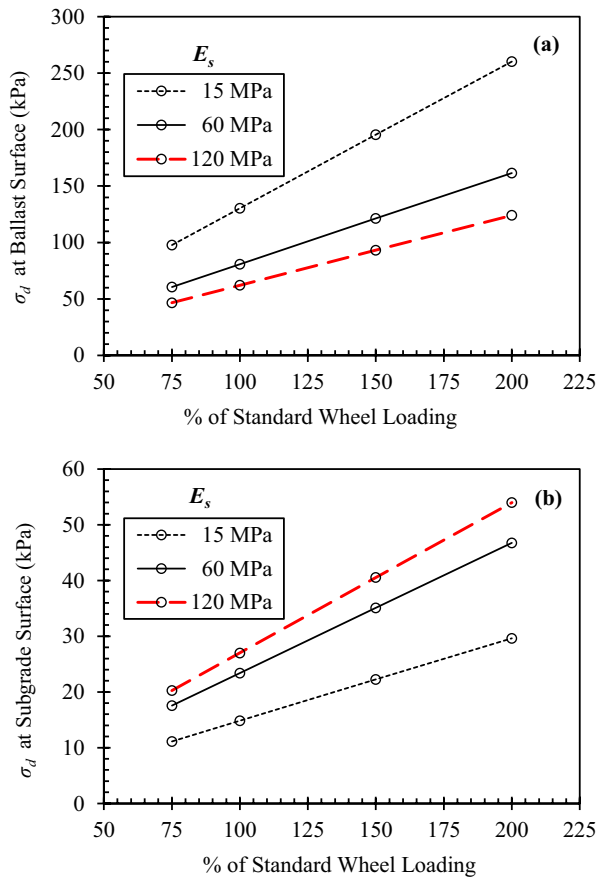 300
250
200
150
100
50
0
σd at Ballast Surface (kPa)
(a)
Es
15 MPa
60 MPa
120 MPa
50 75 100 125 150 175 200 225
% of Standard Wheel Loading
60
50
40
30
20
10
0
σd at Subgrade Surface (kPa)
(b)
Es
15 MPa
60 MPa
120 MPa
50 75 100 125 150 175 200 225
% of Standard Wheel Loading